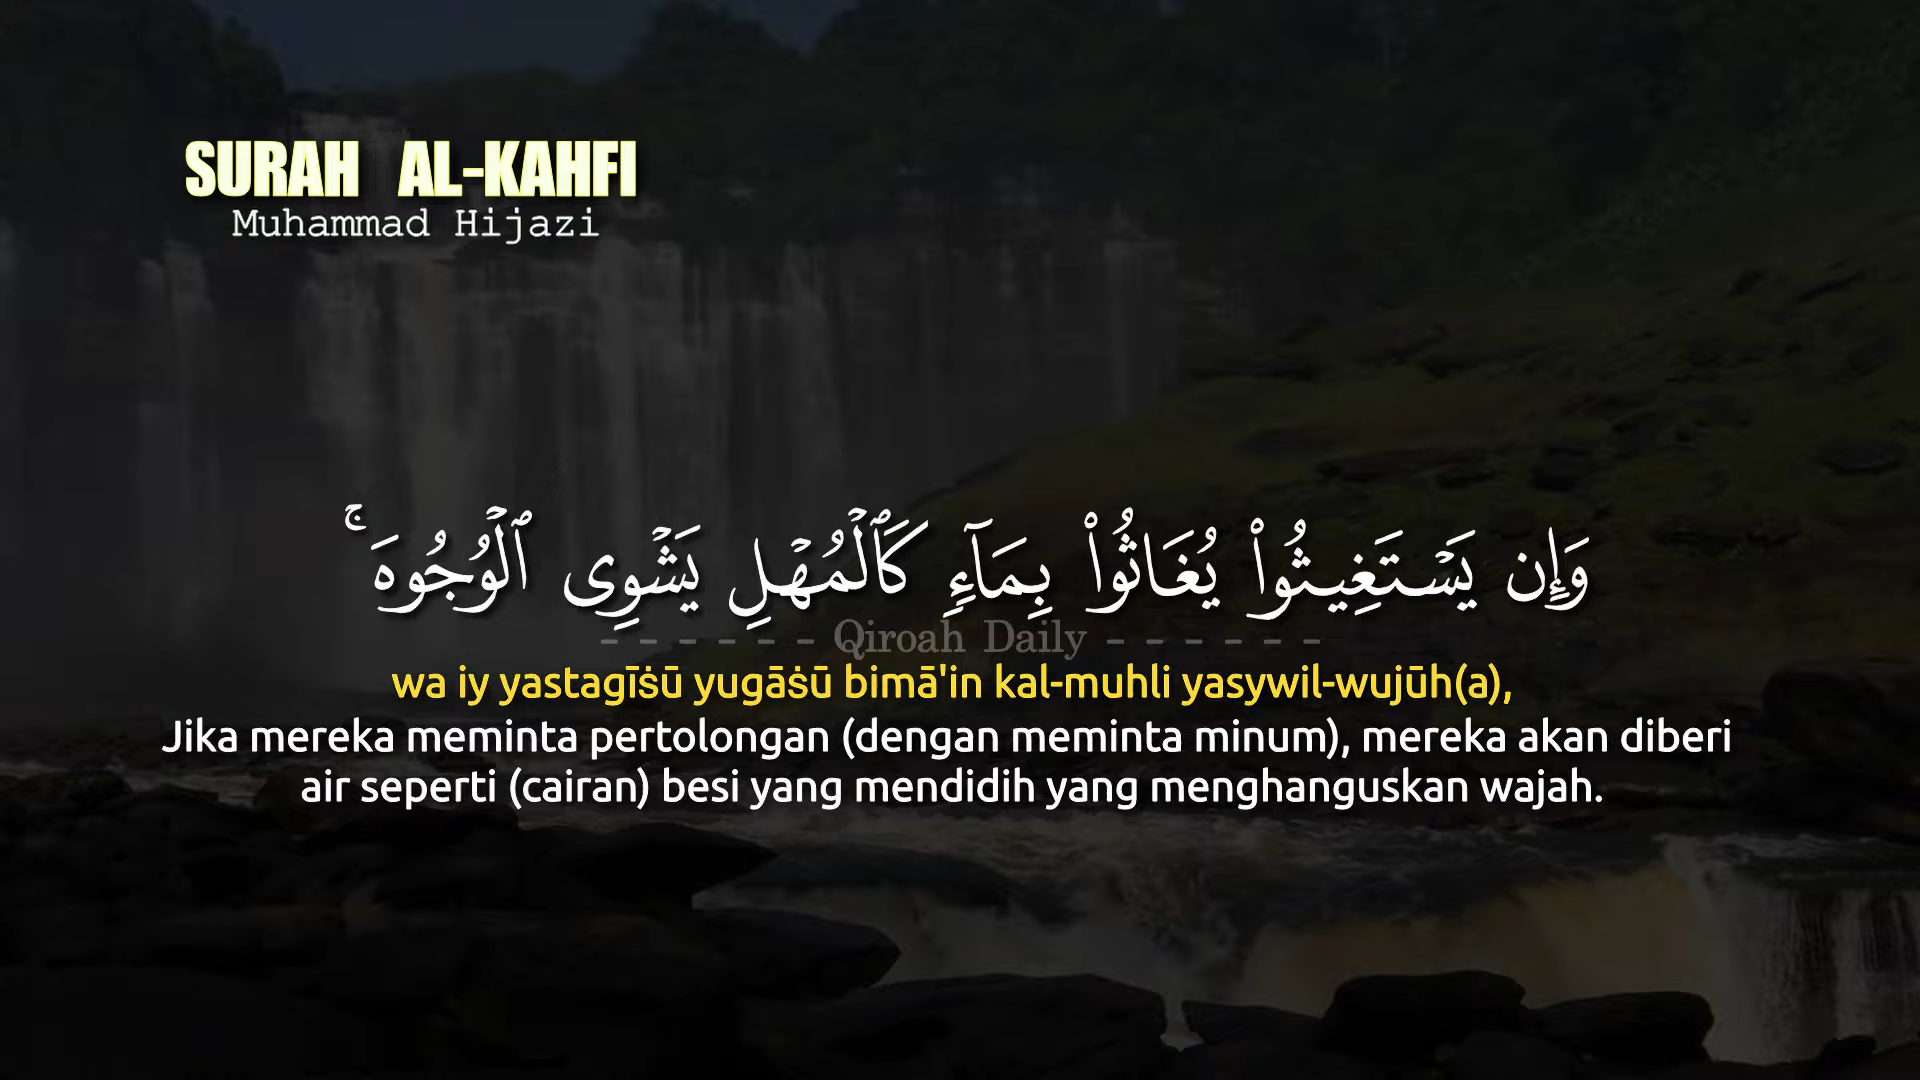 SURAH AL-KAHFI
Muhammad Hijazi
وَإِن يَسْتَغِيثُوا۟ يُغَاثُوا۟ بِمَآءٍ كَٱلْمُهْلِ يَشْوِى ٱلْوُجُوهَ ۚ
- - - - - - Qiroah Daily - - - - - -
wa iy yastagīṡū yugāṡū bimā'in kal-muhli yasywil-wujūh(a),
Jika mereka meminta pertolongan (dengan meminta minum), mereka akan diberi
air seperti (cairan) besi yang mendidih yang menghanguskan wajah.